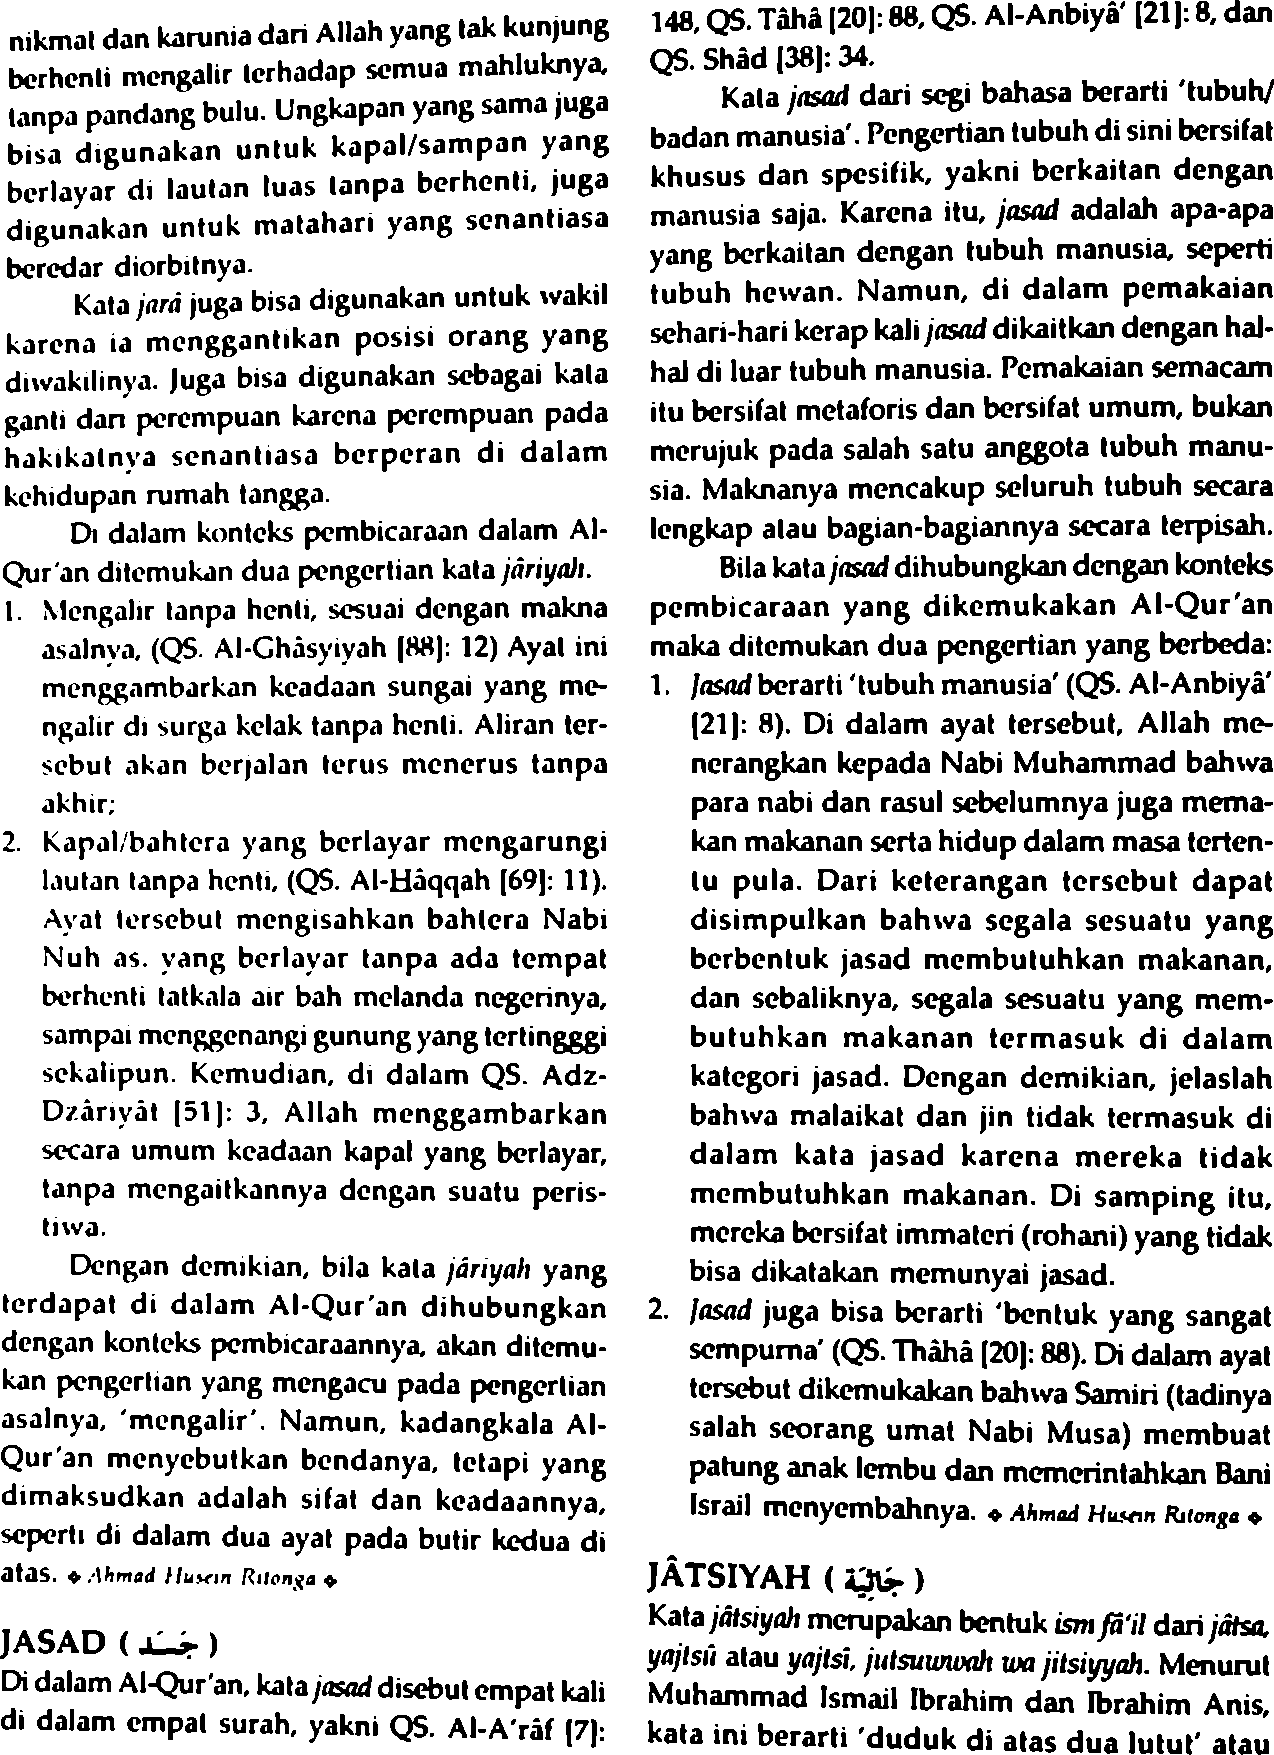 nikmat dan karunia dari Allah yang tak kunjung
berhenti mengalir terhadap semua mahluknya,
tanpa pandang bulu. Ungkapan yang sama juga
bisa digunakan untuk kapal/sampan yang
berlayar di lautan luas tanpa berhenti, juga
digunakan untuk matahari yang senantiasa
beredar diorbitnya.
Kata jarâ juga bisa digunakan untuk wakil
karena ia menggantikan posisi orang yang
diwakilinya. Juga bisa digunakan sebagai kata
ganti dari perempuan karena perempuan pada
hakikatnya senantiasa berperan di dalam
kehidupan rumah tangga.
Di dalam konteks pembicaraan dalam Al-
Qur'an ditemukan dua pengertian kata jâriyah.
1. Mengalir tanpa henti, sesuai dengan makna
asalnya, (QS. Al-Ghâsyiyah [88]: 12) Ayat ini
menggambarkan keadaan sungai yang me-
ngalir di surga kelak tanpa henti. Aliran ter-
sebut akan berjalan terus menerus tanpa
akhir;
2. Kapal/bahtera yang berlayar mengarungi
lautan tanpa henti, (QS. Al-Hâqqah [69]: 11).
Ayat tersebut mengisahkan bahtera Nabi
Nuh as. yang berlayar tanpa ada tempat
berhenti tatkala air bah melanda negerinya,
sampai menggenangi gunung yang tertingggi
sekalipun. Kemudian, di dalam QS. Adz-
Dzâriyât [51]: 3, Allah menggambarkan
secara umum keadaan kapal yang berlayar,
tanpa mengaitkannya dengan suatu peris-
tiwa.
Dengan demikian, bila kata jâriyah yang
terdapat di dalam Al-Qur'an dihubungkan
dengan konteks pembicaraannya, akan ditemu-
kan pengertian yang mengacu pada pengertian
asalnya, 'mengalir'. Namun, kadangkala Al-
Qur'an menyebutkan bendanya, tetapi yang
dimaksudkan adalah sifat dan keadaannya,
seperti di dalam dua ayat pada butir kedua di
atas. ◆ Ahmad Husein Ritonga ◆
JASAD ( جَسَد )
Di dalam Al-Qur'an, kata jasad disebut empat kali
di dalam empat surah, yakni QS. Al-A'râf [7]:
148, QS. Tâhâ [20]: 88, QS. Al-Anbiyâ' [21]: 8, dan
QS. Shâd [38]: 34.
Kata jasad dari segi bahasa berarti 'tubuh/
badan manusia'. Pengertian tubuh di sini bersifat
khusus dan spesifik, yakni berkaitan dengan
manusia saja. Karena itu, jasad adalah apa-apa
yang berkaitan dengan tubuh manusia, seperti
tubuh hewan. Namun, di dalam pemakaian
sehari-hari kerap kali jasad dikaitkan dengan hal-
hal di luar tubuh manusia. Pemakaian semacam
itu bersifat metaforis dan bersifat umum, bukan
merujuk pada salah satu anggota tubuh manu-
sia. Maknanya mencakup seluruh tubuh secara
lengkap atau bagian-bagiannya secara terpisah.
Bila kata jasad dihubungkan dengan konteks
pembicaraan yang dikemukakan Al-Qur'an
maka ditemukan dua pengertian yang berbeda:
1. Jasad berarti 'tubuh manusia' (QS. Al-Anbiyâ'
[21]: 8). Di dalam ayat tersebut, Allah me-
nerangkan kepada Nabi Muhammad bahwa
para nabi dan rasul sebelumnya juga mema-
kan makanan serta hidup dalam masa terten-
tu pula. Dari keterangan tersebut dapat
disimpulkan bahwa segala sesuatu yang
berbentuk jasad membutuhkan makanan,
dan sebaliknya, segala sesuatu yang mem-
butuhkan makanan termasuk di dalam
kategori jasad. Dengan demikian, jelaslah
bahwa malaikat dan jin tidak termasuk di
dalam kata jasad karena mereka tidak
membutuhkan makanan. Di samping itu,
mereka bersifat immateri (rohani) yang tidak
bisa dikatakan memunyai jasad.
2. Jasad juga bisa berarti 'bentuk yang sangat
sempurna' (QS. Thâhâ [20]: 88). Di dalam ayat
tersebut dikemukakan bahwa Samiri (tadinya
salah seorang umat Nabi Musa) membuat
patung anak lembu dan memerintahkan Bani
Israil menyembahnya. ◆ Ahmad Husein Ritonga ◆
JÂTSIYAH ( جَاثِيَة )
Kata jâtsiyah merupakan bentuk ism fâ'il dari jâtsa,
yajtsû atau yajtsî, jutsuwwah wa jitsiyyah. Menurut
Muhammad Ismail Ibrahim dan Ibrahim Anis,
kata ini berarti 'duduk di atas dua lutut' atau